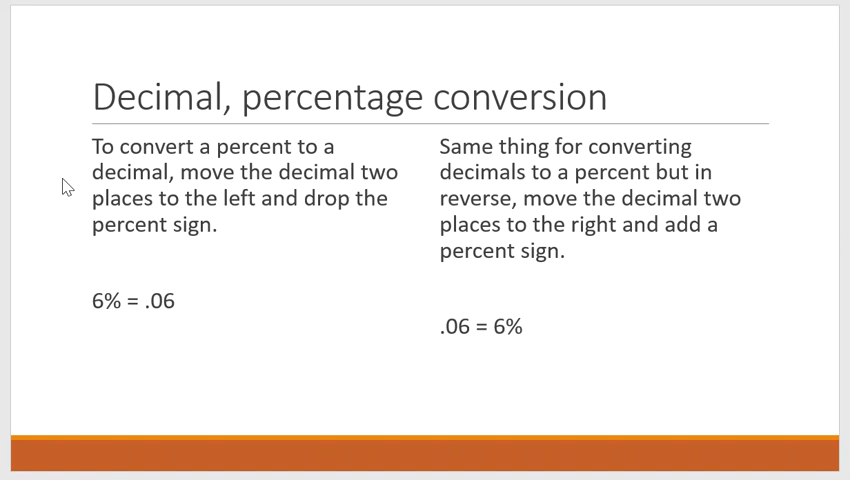 Decimal, percentage conversion
To convert a percent to a
decimal, move the decimal two
places to the left and drop the
percent sign.
6% = .06
Same thing for converting
decimals to a percent but in
reverse, move the decimal two
places to the right and add a
percent sign.
.06 = 6%